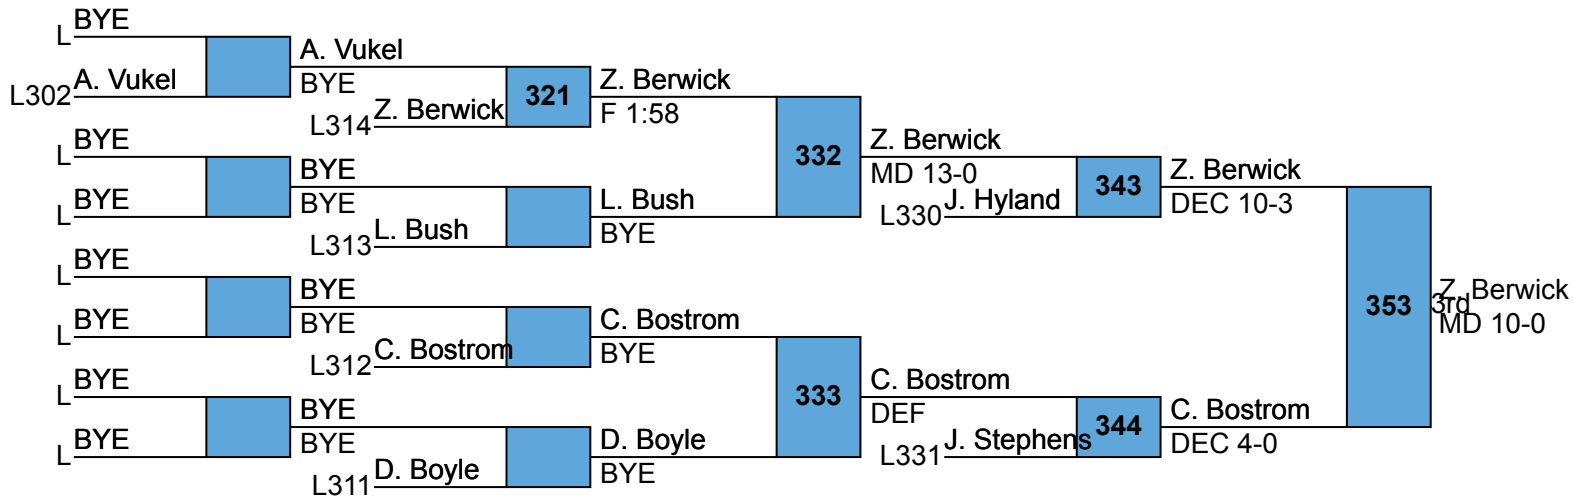 BYE
L
A. Vukel
A. Vukel
L302
BYE
321
Z. Berwick
Z. Berwick
F 1:58
L314
BYE
L
332
Z. Berwick
MD 13-0
BYE
BYE
L
BYE
343
Z. Berwick
J. Hyland
L330
DEC 10-3
L. Bush
L. Bush
L313
BYE
BYE
L
BYE
BYE
L
BYE
353
3rd
Z. Berwick
MD 10-0
C. Bostrom
C. Bostrom
L312
BYE
BYE
L
333
C. Bostrom
DEF
BYE
BYE
L
BYE
344
C. Bostrom
J. Stephens
L331
DEC 4-0
D. Boyle
D. Boyle
L311
BYE